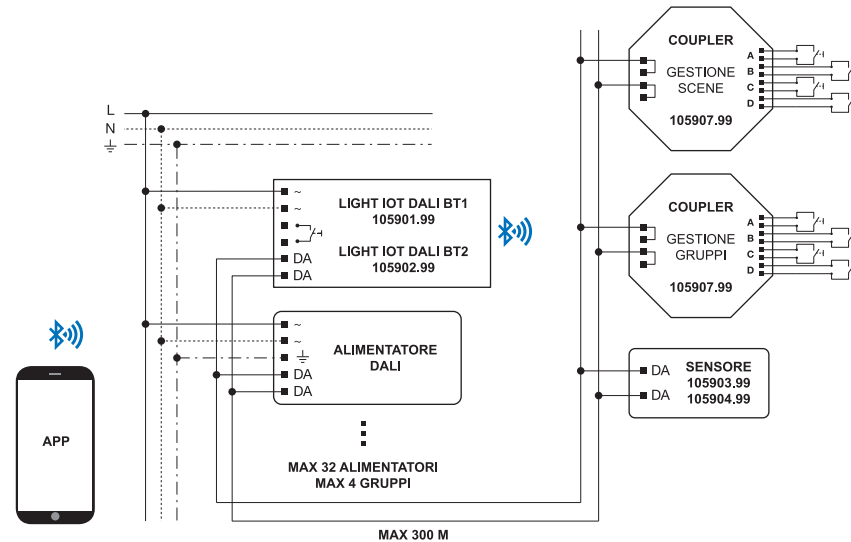 L
N
~
~
LIGHT IOT DALI BT1
105901.99
LIGHT IOT DALI BT2
105902.99
DA
DA
~
~
DA
DA
ALIMENTATORE
DALI
MAX 32 ALIMENTATORI
MAX 4 GRUPPI
MAX 300 M
APP
COUPLER
GESTIONE
SCENE
105907.99
A
B
C
D
COUPLER
GESTIONE
GRUPPI
105907.99
A
B
C
D
DA
DA
SENSORE
105903.99
105904.99